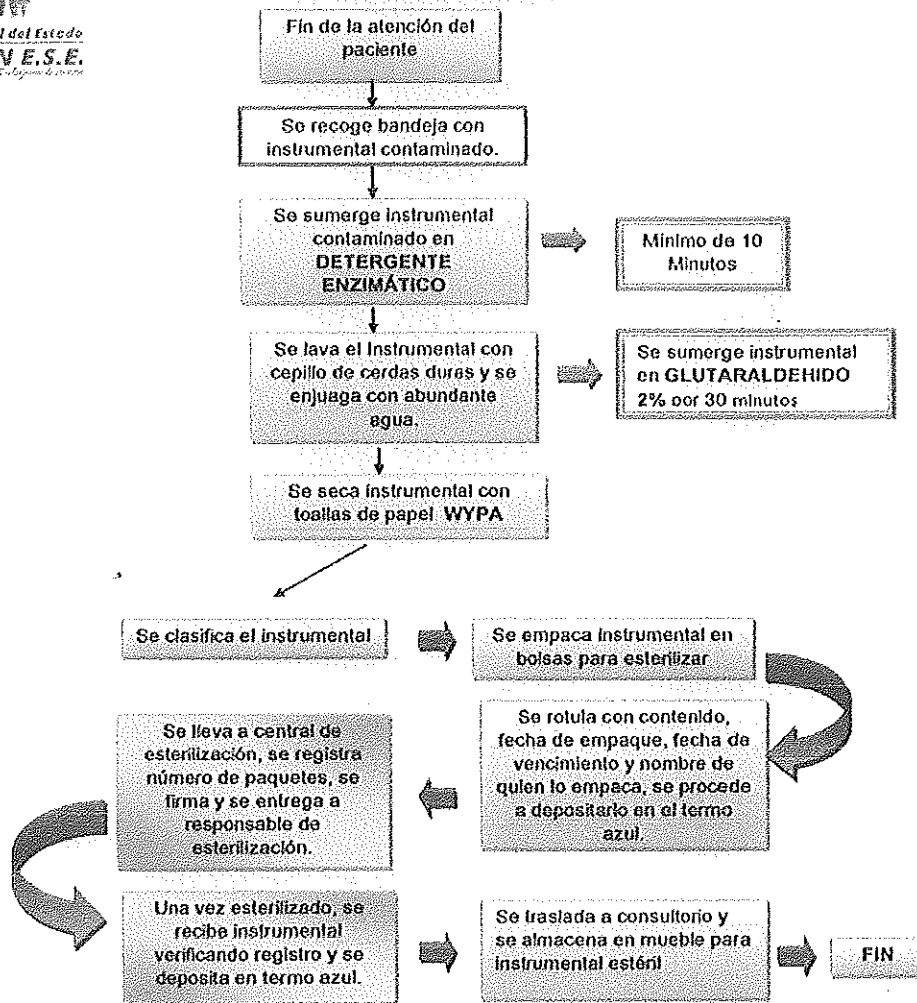 l del Estado
N E.S.E.
Fin de la atención del
paciente
Se recoge bandeja con
instrumental contaminado.
Se sumerge instrumental
contaminado en
DETERGENTE
ENZIMÁTICO
Minimo de 10
Minutos
Se lava el Instrumental con
cepillo de cerdas duras y se
enjuaga con abundante
agua.
Se sumerge instrumental
en GLUTARALDEHIDO
2% por 30 minutos
Se seca instrumental con
toallas de papel WYPA
Se clasifica el instrumental
Se empaca instrumental en
bolsas para esterilizar
Se rotula con contenido,
fecha de empaque, fecha de
vencimiento y nombre de
quien lo empaca, se procede
a depositarlo en el termo
azul.
Se lleva a central de
esterilización, se registra
número de paquetes, se
firma y se entrega a
responsable de
esterilización.
Una vez esterilizado, se
recibe instrumental
verificando registro y se
deposita en termo azul.
Se traslada a consultorio y
se almacena en mueble para
instrumental estéril
FIN